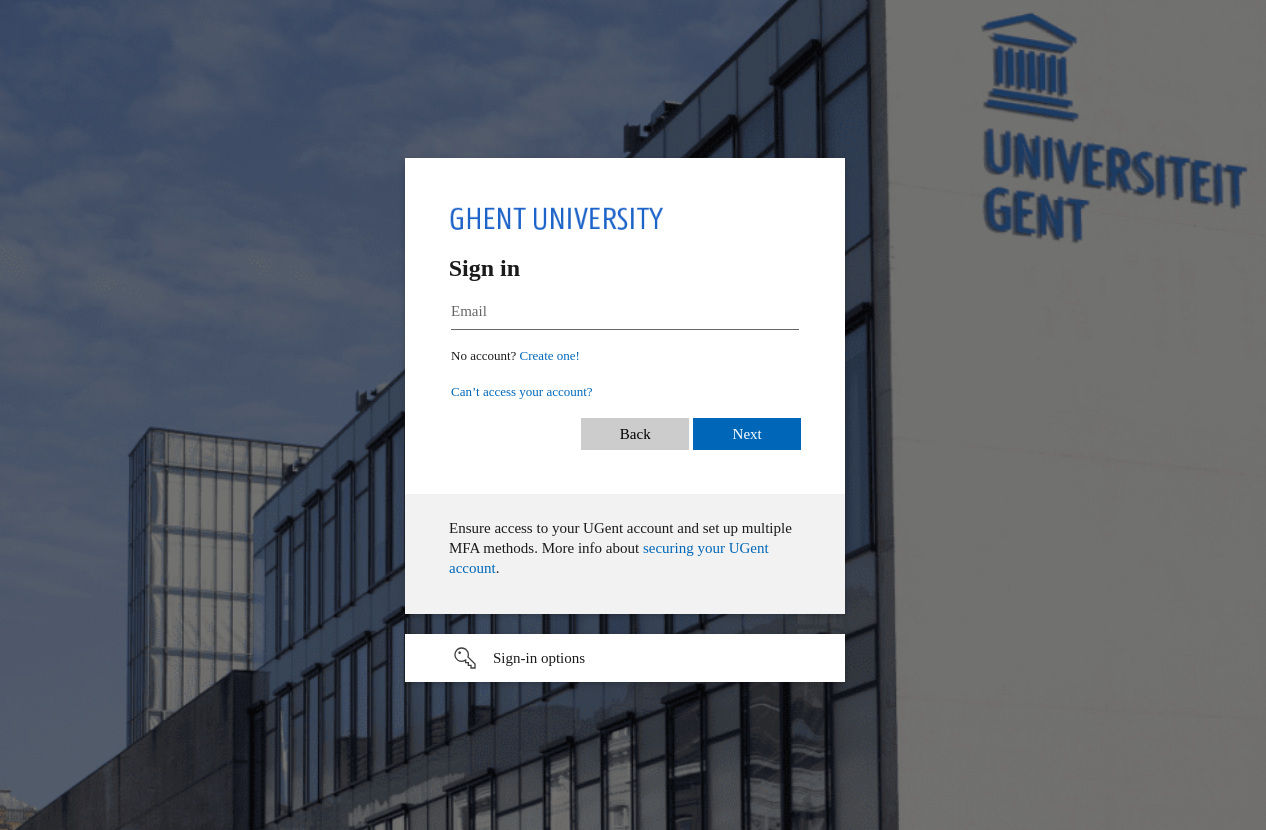 UNIVERSITEIT
GENT
GHENT UNIVERSITY
Sign in
Email
No account? Create one!
Can’t access your account?
Back
Next
Ensure access to your UGent account and set up multiple
MFA methods. More info about securing your UGent
account.
Sign-in options